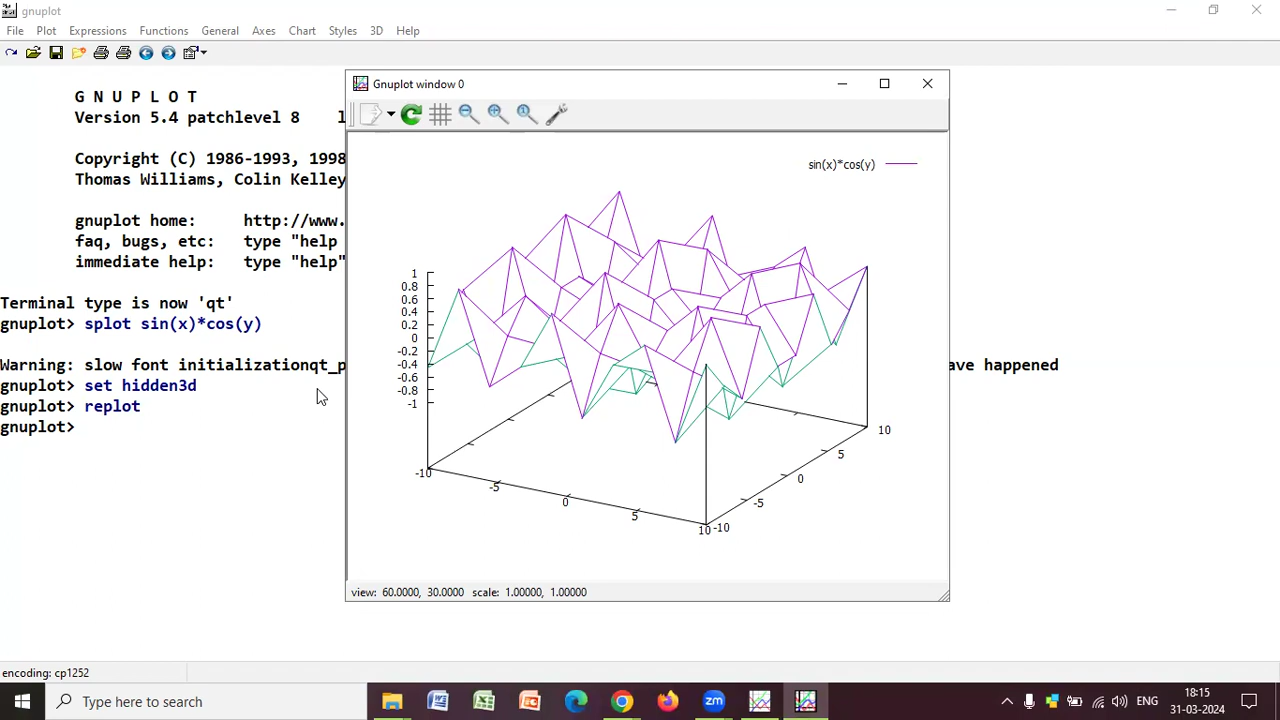 gnuplot
File Plot Expressions Functions General Axes Chart Styles 3D Help
G N U P L O T
Version 5.4 patchlevel 8 l
Copyright (C) 1986-1993, 1998
Thomas Williams, Colin Kelley
gnuplot home: http://www.
faq, bugs, etc: type "help
immediate help: type "help"
Terminal type is now 'qt'
gnuplot> splot sin(x)*cos(y)
Warning: slow font initializationqt_p ave happened
gnuplot> set hidden3d
gnuplot> replot
gnuplot>
Gnuplot window 0
sin(x)*cos(y)
1
0.8
0.6
0.4
0.2
0
-0.2
-0.4
-0.6
-0.8
-1
-10
-5
0
5
10
-10
-5
0
5
10
view: 60.0000, 30.0000 scale: 1.00000, 1.00000
encoding: cp1252
Type here to search
ENG
18:15
31-03-2024